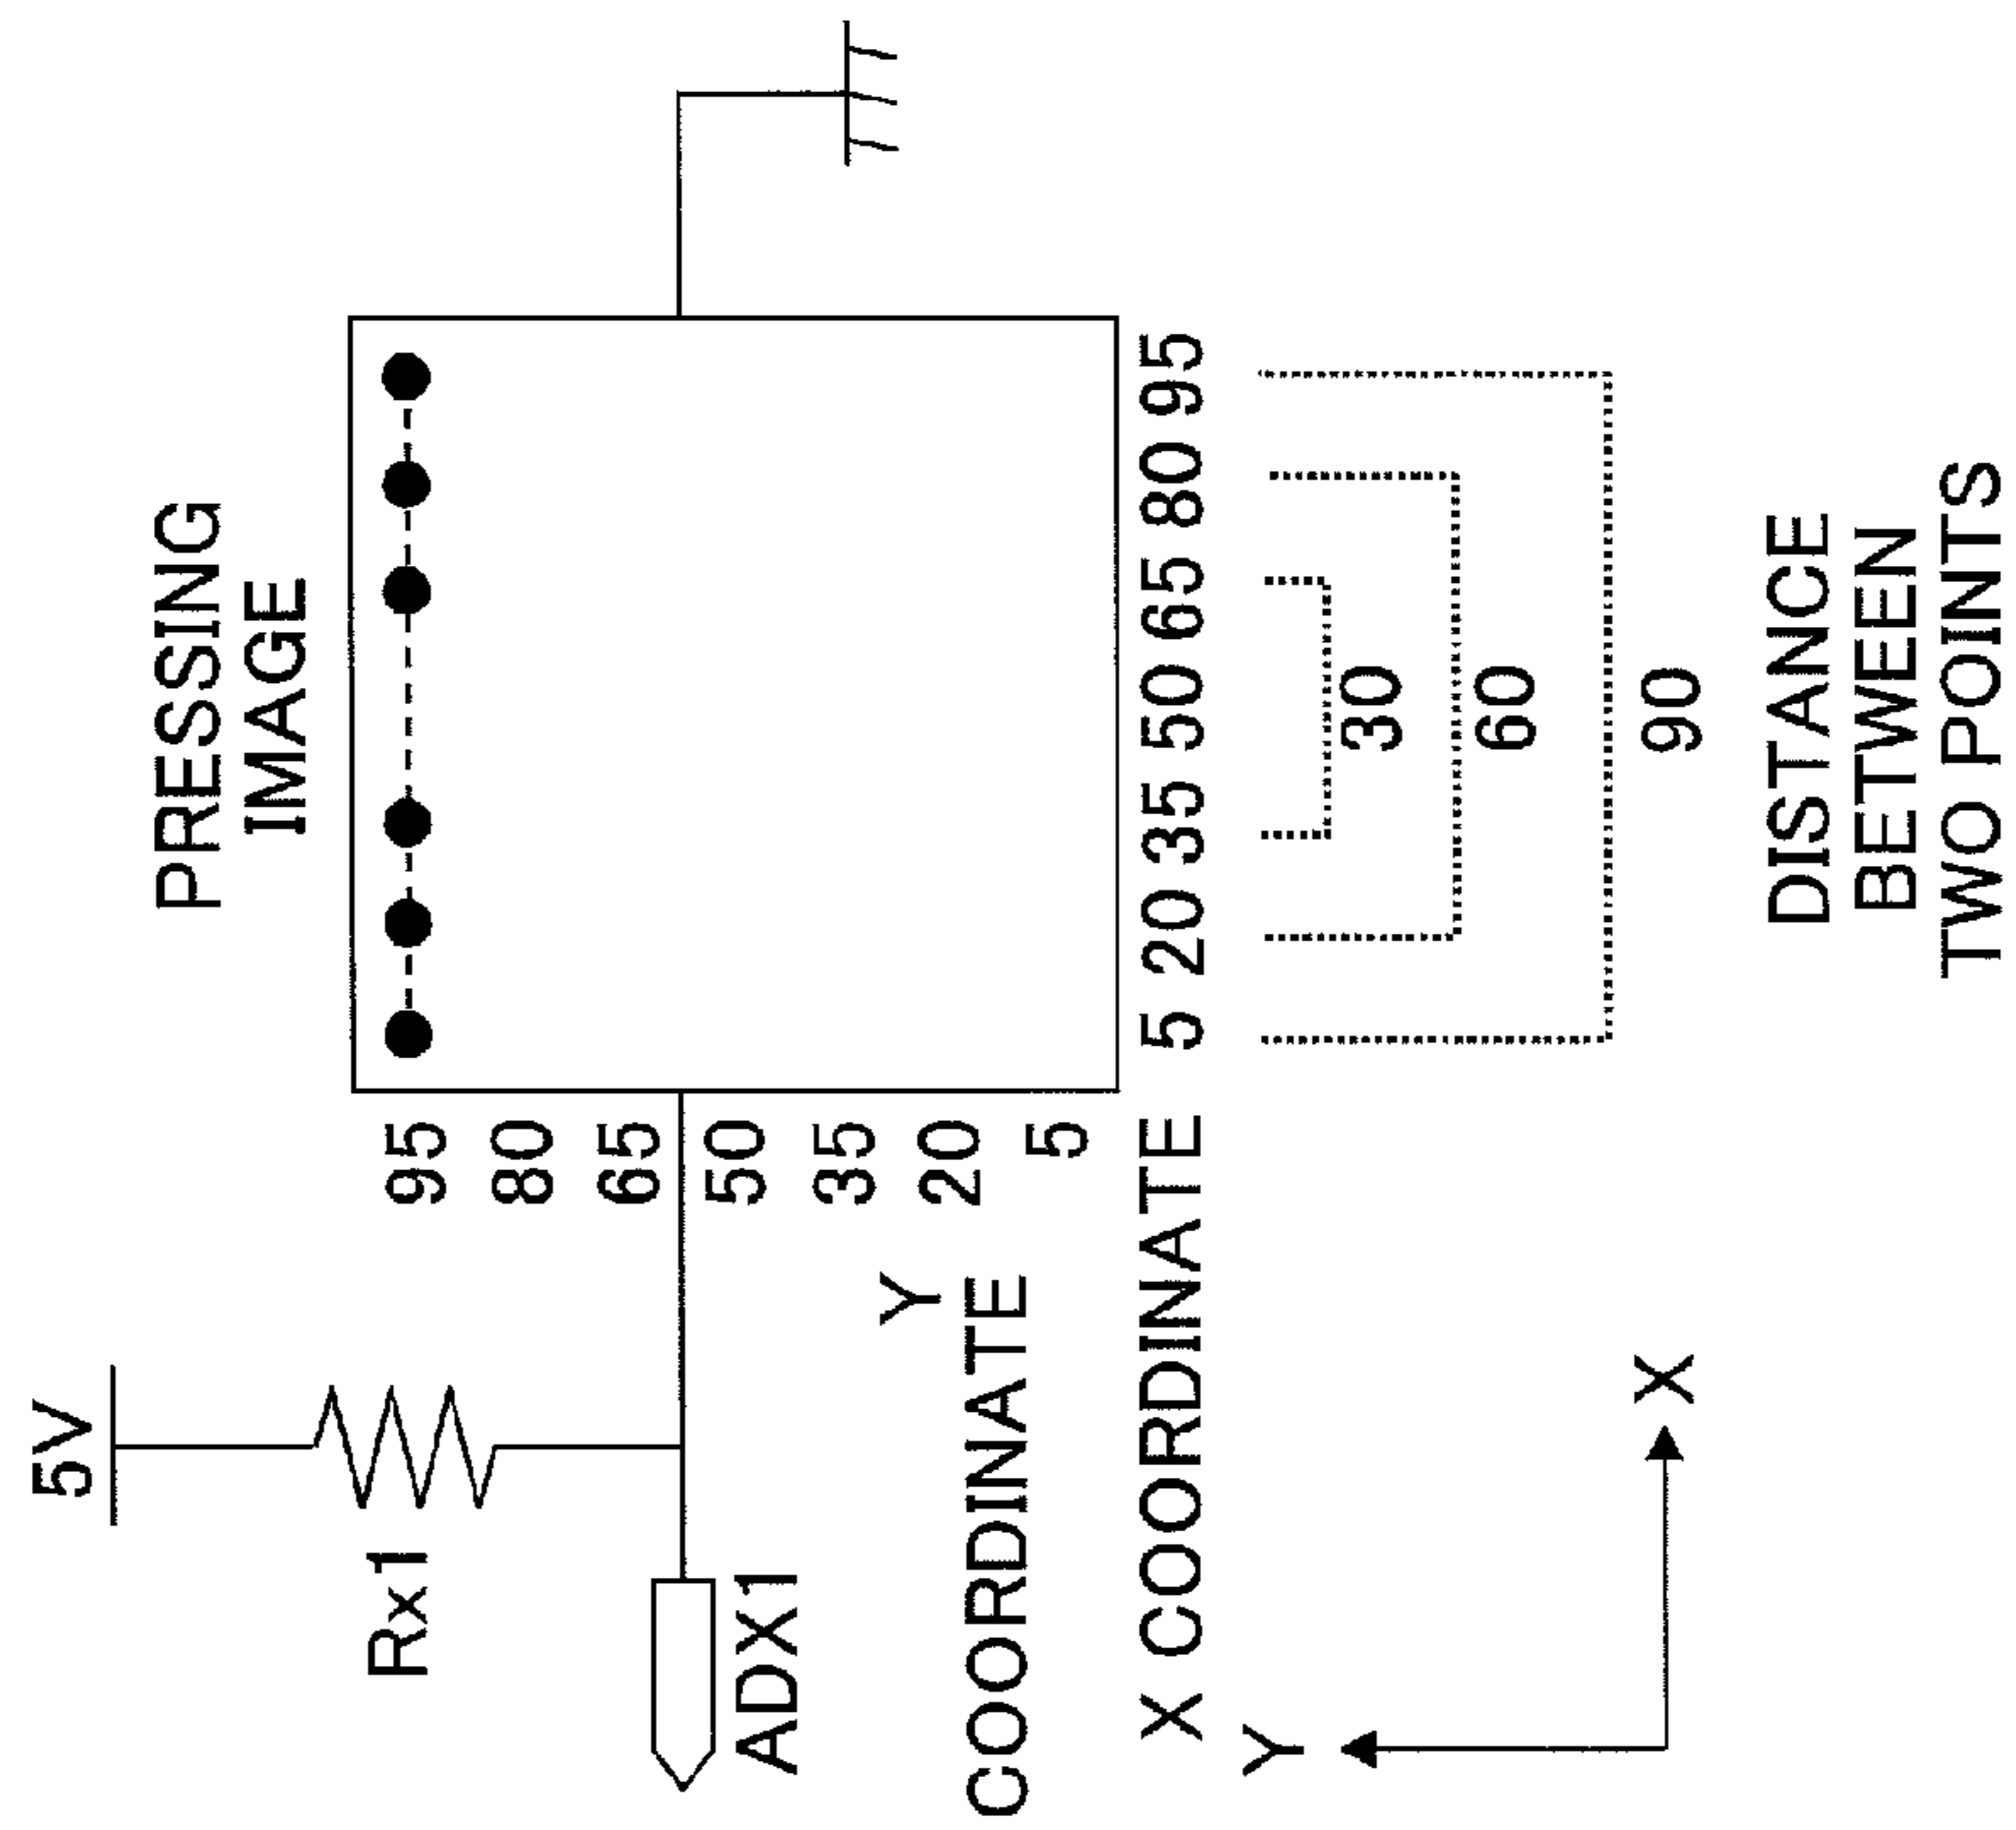 PRESSING
IMAGE
5V
Rx1
ADX1
95
80
65
50
35
20
5
Y
COORDINATE
X COORDINATE
5 20 35 50 65 80 95
30
60
90
DISTANCE
BETWEEN
TWO POINTS
Y
X